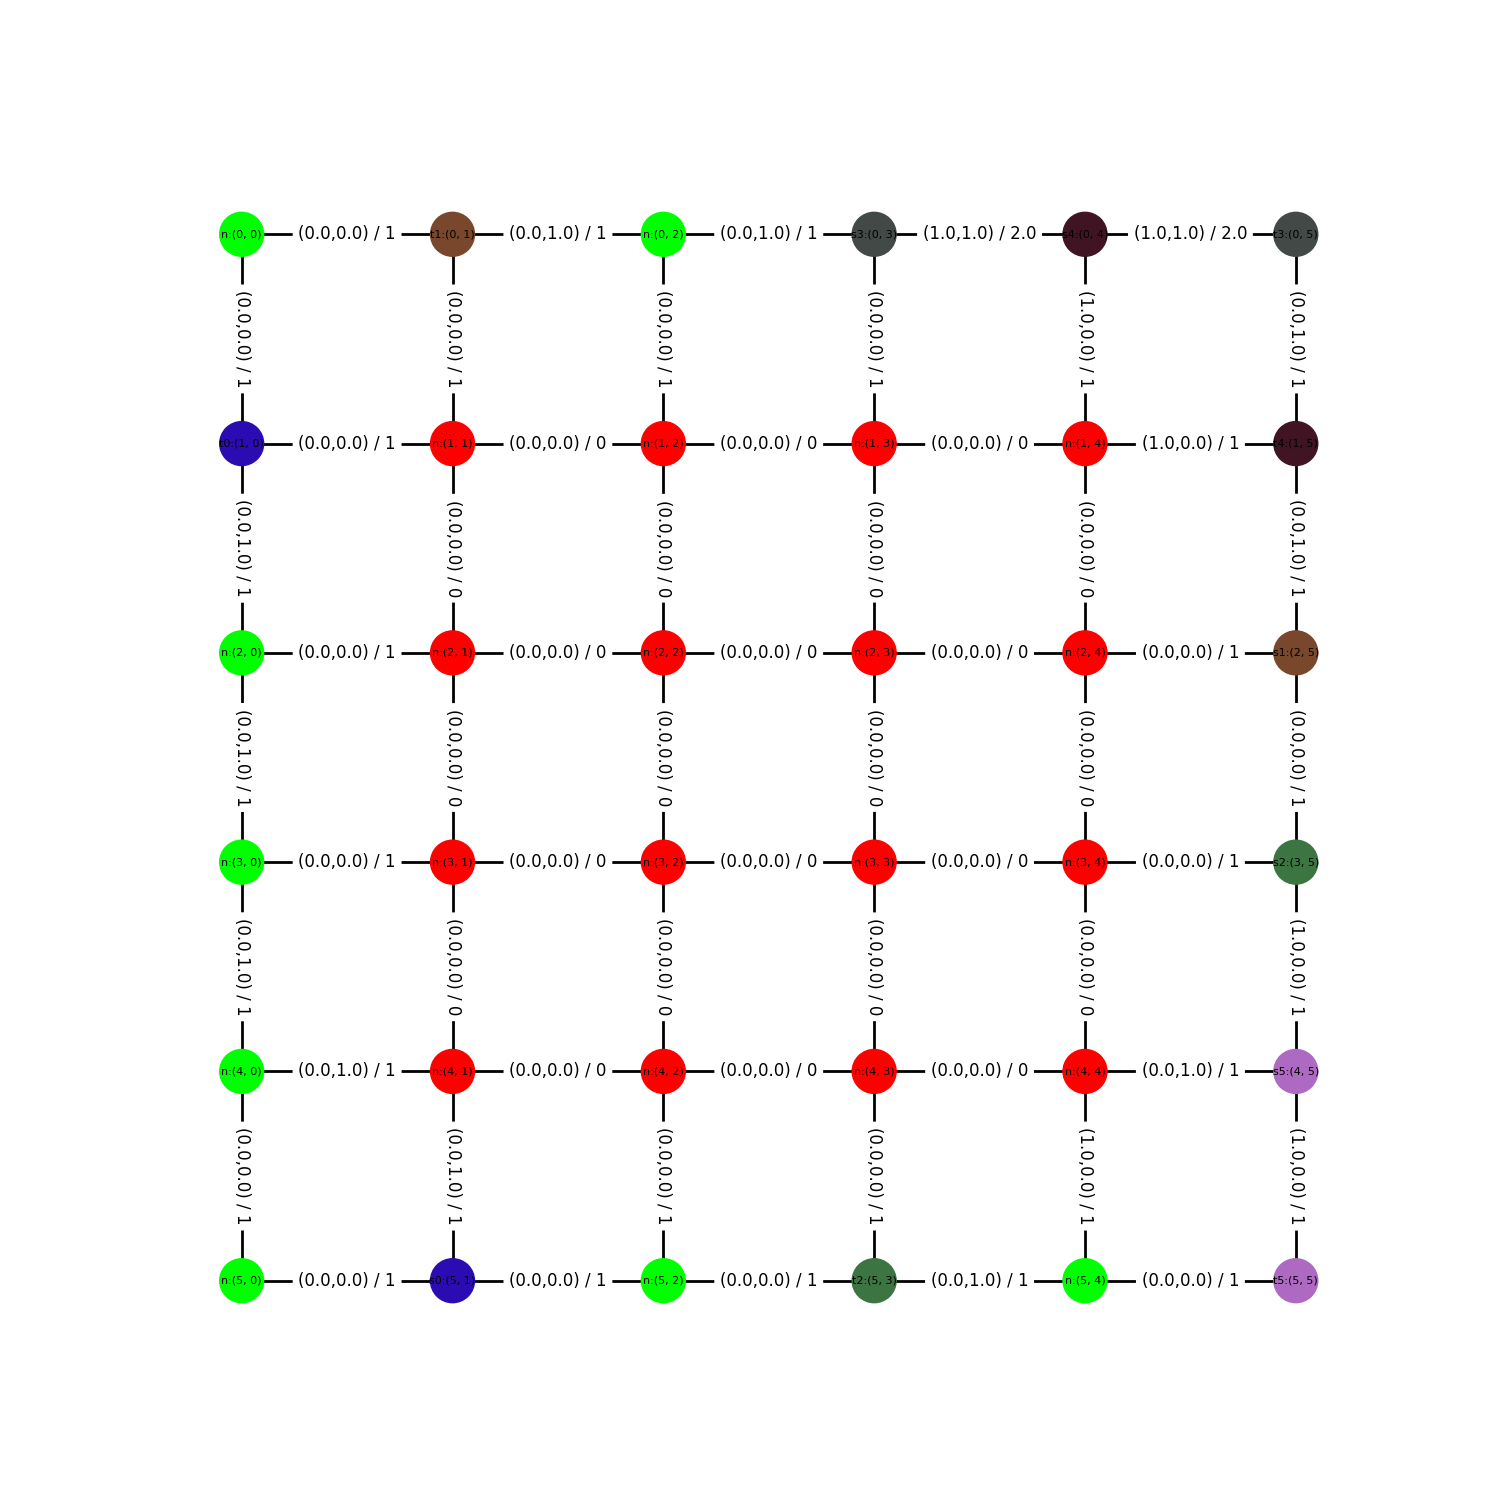 n:(0, 0) (0.0,0.0) / 1 t1:(0, 1) (0.0,1.0) / 1 n:(0, 2) (0.0,1.0) / 1 s3:(0, 3) (1.0,1.0) / 2.0 s4:(0, 4) (1.0,1.0) / 2.0 t3:(0, 5)
(0.0,0.0) / 1 (0.0,0.0) / 1 (0.0,0.0) / 1 (0.0,0.0) / 1 (1.0,0.0) / 1 (0.0,1.0) / 1
t0:(1, 0) (0.0,0.0) / 1 n:(1, 1) (0.0,0.0) / 0 n:(1, 2) (0.0,0.0) / 0 n:(1, 3) (0.0,0.0) / 0 n:(1, 4) (1.0,0.0) / 1 t4:(1, 5)
(0.0,1.0) / 1 (0.0,0.0) / 0 (0.0,0.0) / 0 (0.0,0.0) / 0 (0.0,0.0) / 0 (0.0,1.0) / 1
n:(2, 0) (0.0,0.0) / 1 n:(2, 1) (0.0,0.0) / 0 n:(2, 2) (0.0,0.0) / 0 n:(2, 3) (0.0,0.0) / 0 n:(2, 4) (0.0,0.0) / 1 s1:(2, 5)
(0.0,1.0) / 1 (0.0,0.0) / 0 (0.0,0.0) / 0 (0.0,0.0) / 0 (0.0,0.0) / 0 (0.0,0.0) / 1
n:(3, 0) (0.0,0.0) / 1 n:(3, 1) (0.0,0.0) / 0 n:(3, 2) (0.0,0.0) / 0 n:(3, 3) (0.0,0.0) / 0 n:(3, 4) (0.0,0.0) / 1 s2:(3, 5)
(0.0,1.0) / 1 (0.0,0.0) / 0 (0.0,0.0) / 0 (0.0,0.0) / 0 (0.0,0.0) / 0 (1.0,0.0) / 1
n:(4, 0) (0.0,1.0) / 1 n:(4, 1) (0.0,0.0) / 0 n:(4, 2) (0.0,0.0) / 0 n:(4, 3) (0.0,0.0) / 0 n:(4, 4) (0.0,1.0) / 1 s5:(4, 5)
(0.0,0.0) / 1 (0.0,1.0) / 1 (0.0,0.0) / 1 (0.0,0.0) / 1 (1.0,0.0) / 1 (1.0,0.0) / 1
n:(5, 0) (0.0,0.0) / 1 s0:(5, 1) (0.0,0.0) / 1 n:(5, 2) (0.0,0.0) / 1 t2:(5, 3) (0.0,1.0) / 1 n:(5, 4) (0.0,0.0) / 1 t5:(5, 5)